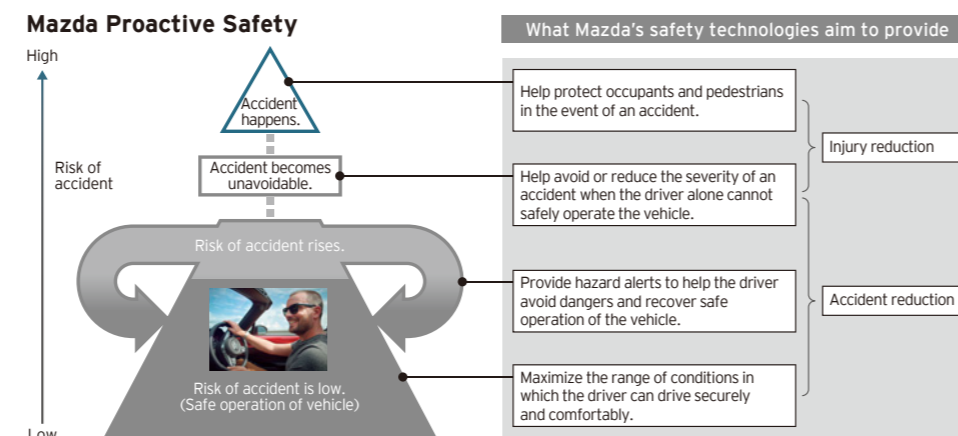 Mazda Proactive Safety
What Mazda's safety technologies aim to provide
High
Risk of
accident
Low
Accident
happens.
Accident becomes
unavoidable.
Risk of accident rises.
Risk of accident is low.
(Safe operation of vehicle)
Help protect occupants and pedestrians
in the event of an accident.
Help avoid or reduce the severity of an
accident when the driver alone cannot
safely operate the vehicle.
Provide hazard alerts to help the driver
avoid dangers and recover safe
operation of the vehicle.
Maximize the range of conditions in
which the driver can drive securely
and comfortably.
Injury reduction
Accident reduction